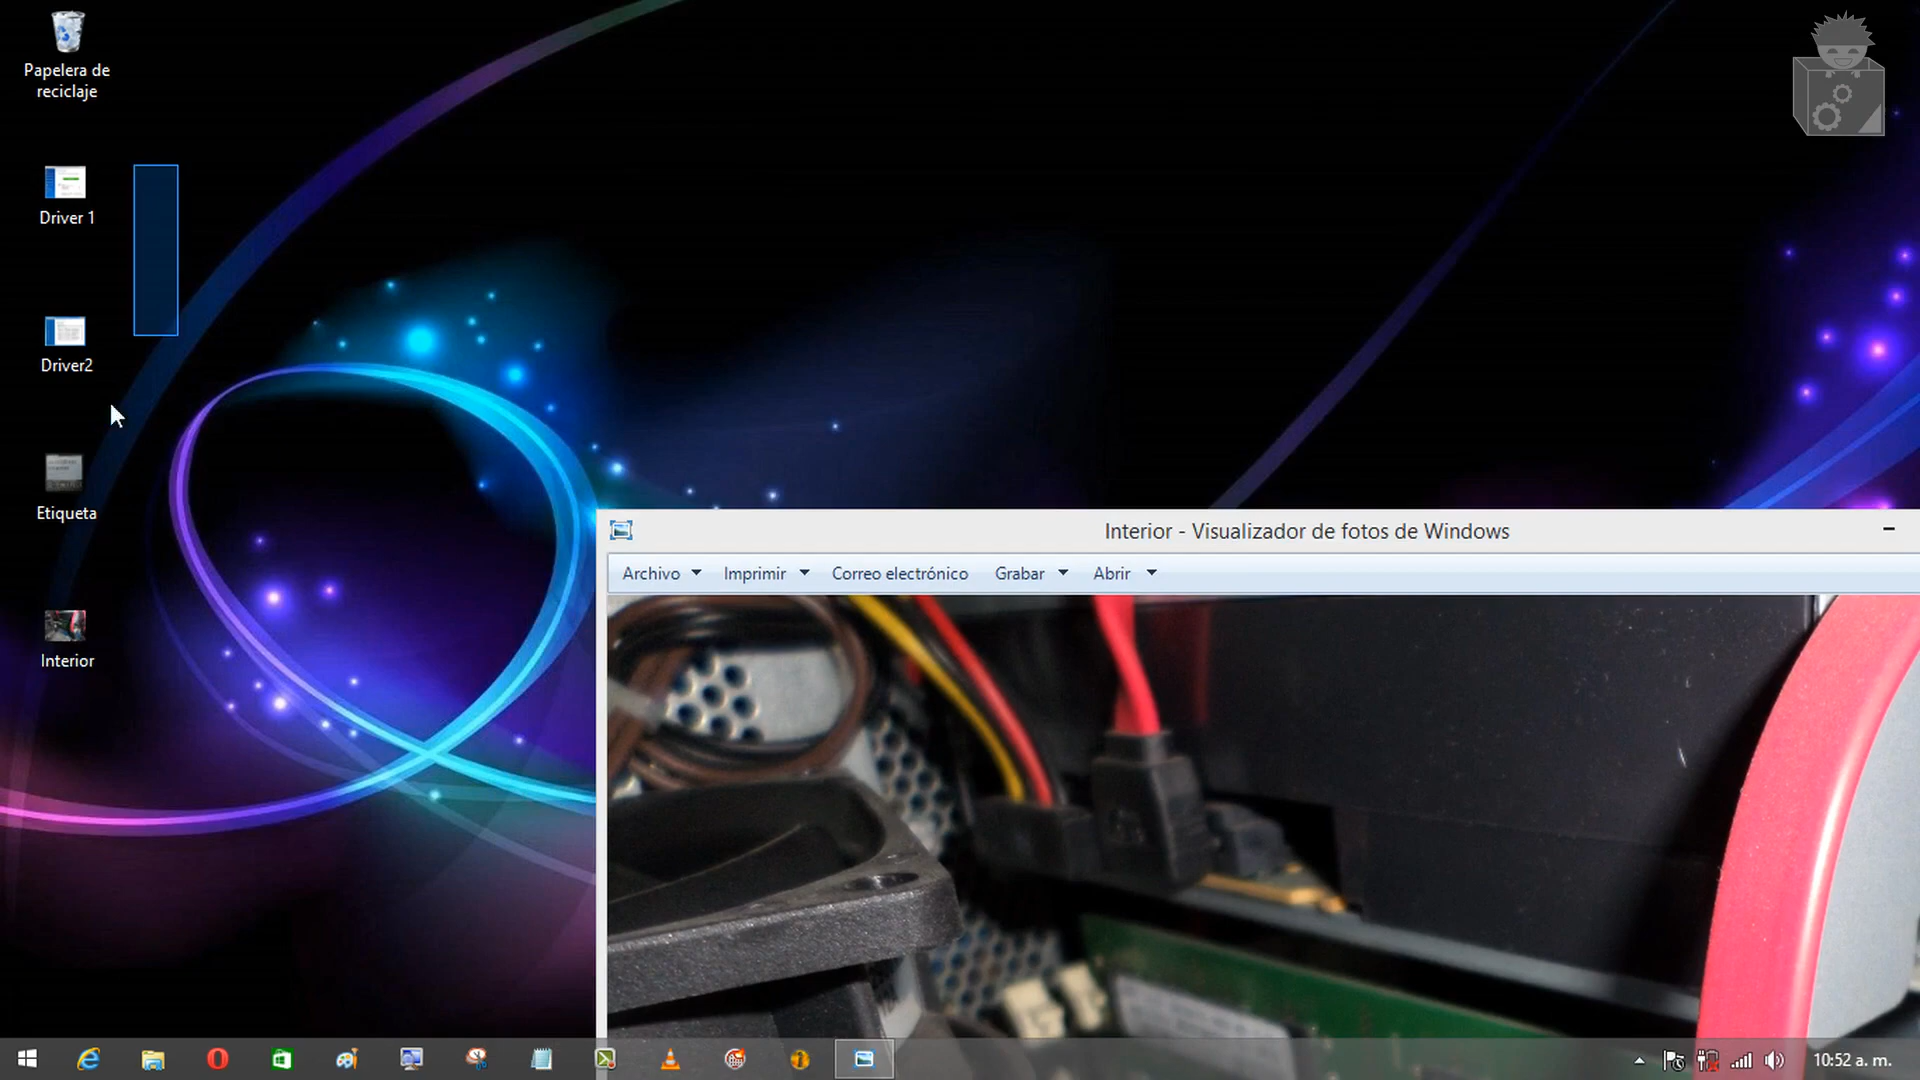 Papelera de
reciclaje
Driver 1
Driver2
Etiqueta
Interior
Interior - Visualizador de fotos de Windows
Archivo Imprimir Correo electrónico Grabar Abrir
10:52 a. m.